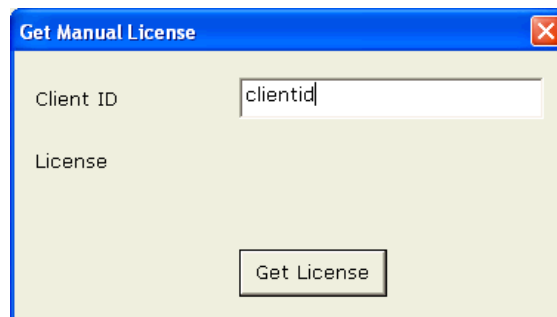 Get Manual License
Client ID
clientid
License
Get License